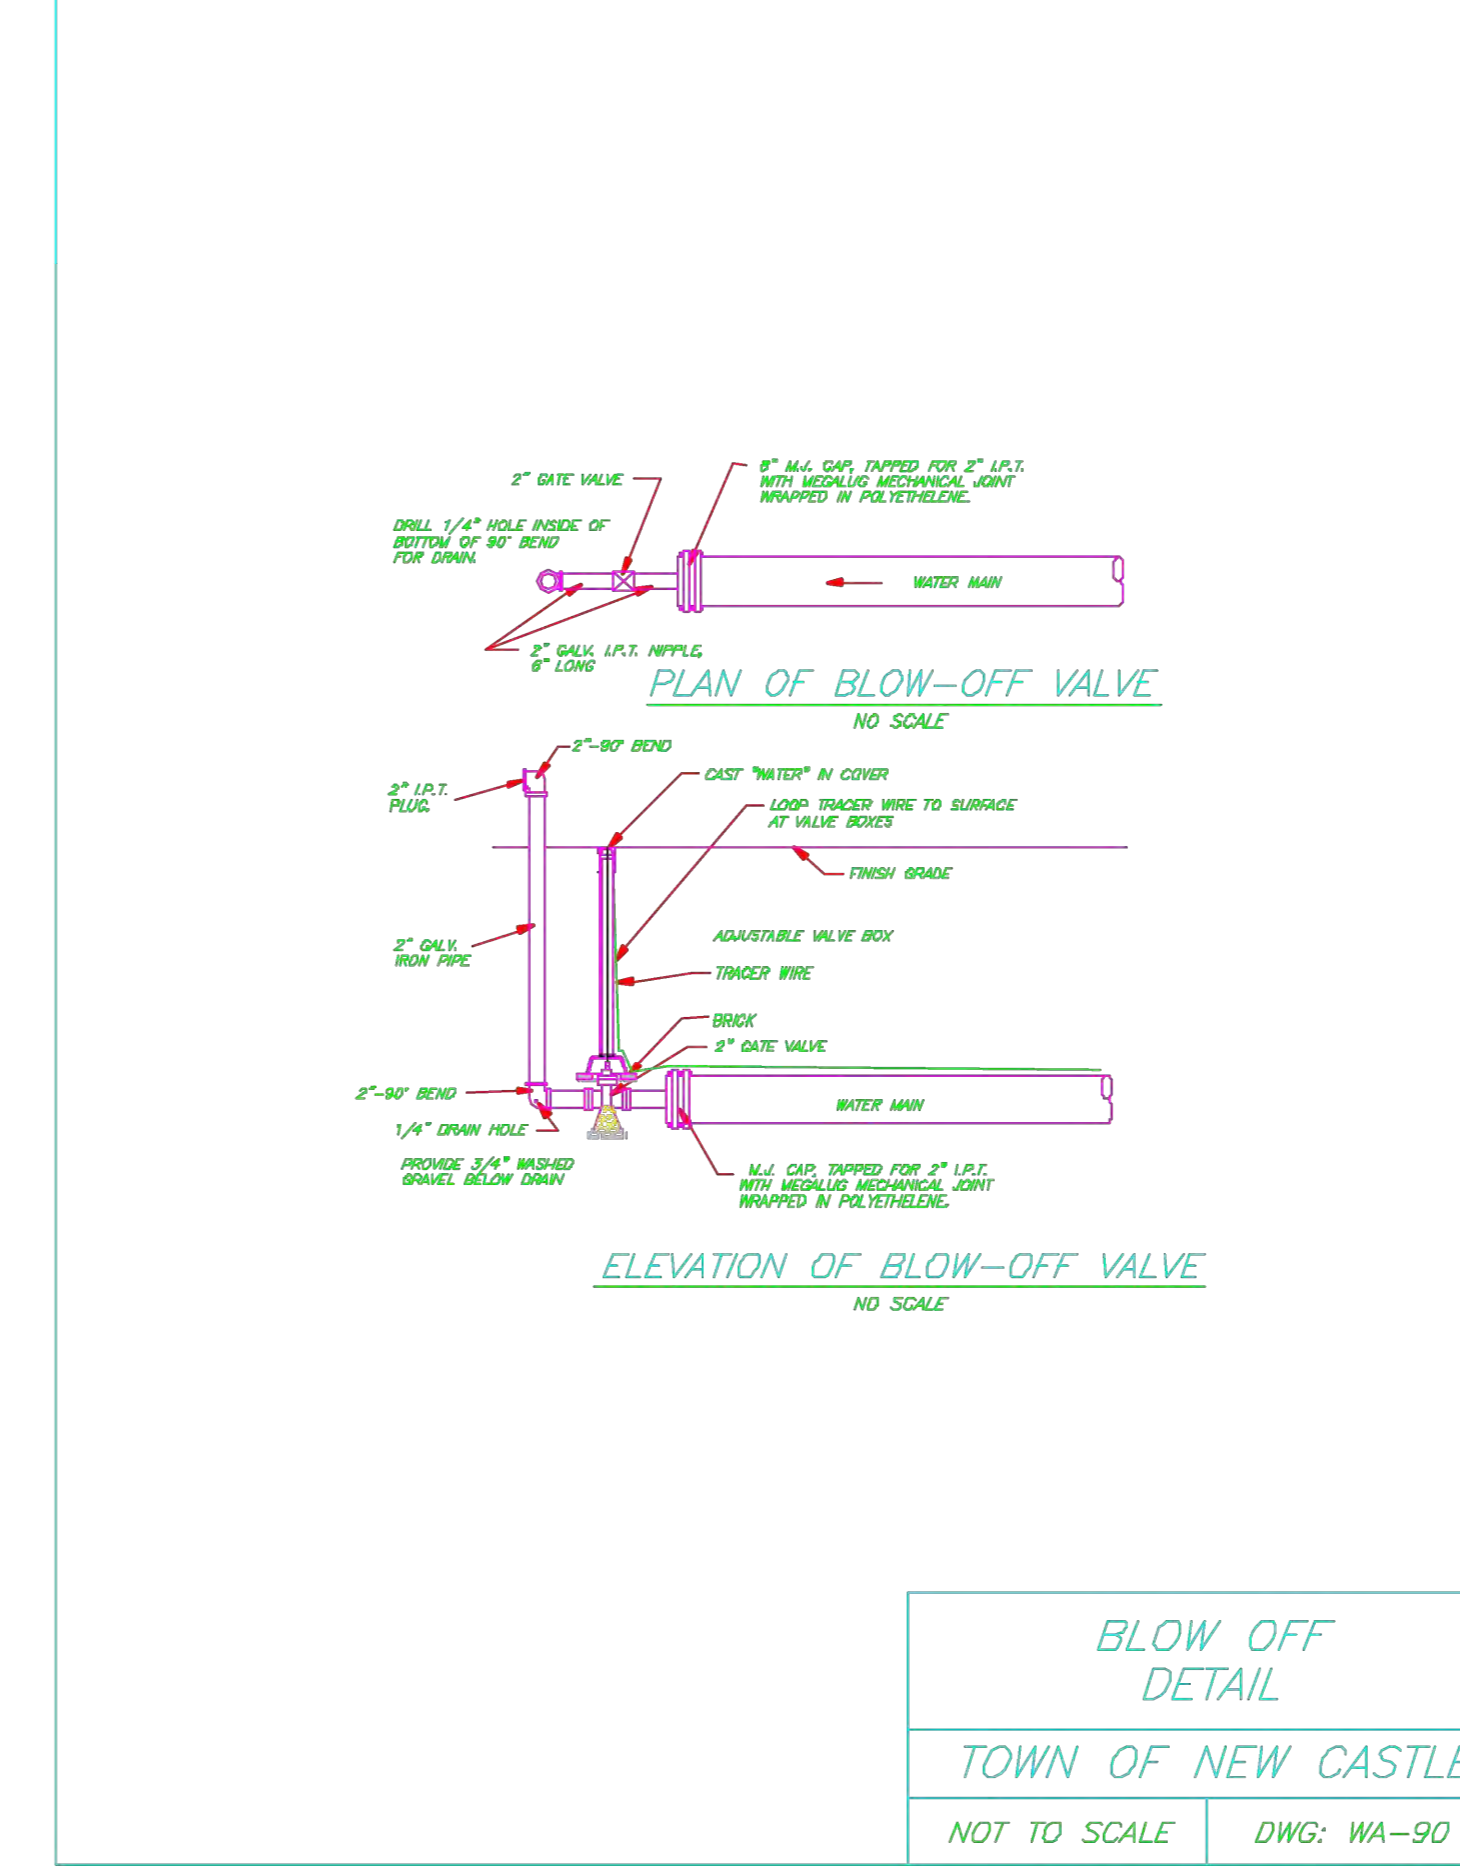 2" GATE VALVE
8" M.J. CAP, TAPPED FOR 2" I.P.T.
WITH MEGALUG MECHANICAL JOINT
WRAPPED IN POLYETHELENE.
DRILL 1/4" HOLE INSIDE OF
BOTTOM OF 90° BEND
FOR DRAIN.
WATER MAIN
2" GALV. I.P.T. NIPPLE,
6" LONG
PLAN OF BLOW-OFF VALVE
NO SCALE
2"-90° BEND
CAST "WATER" IN COVER
2" I.P.T.
PLUG.
LOOP TRACER WIRE TO SURFACE
AT VALVE BOXES
FINISH GRADE
ADJUSTABLE VALVE BOX
2" GALV.
IRON PIPE
TRACER WIRE
BRICK
2" GATE VALVE
2"-90° BEND
WATER MAIN
1/4" DRAIN HOLE
PROVIDE 3/4" WASHED
GRAVEL BELOW DRAIN
M.J. CAP, TAPPED FOR 2" I.P.T.
WITH MEGALUG MECHANICAL JOINT
WRAPPED IN POLYETHELENE.
ELEVATION OF BLOW-OFF VALVE
NO SCALE
BLOW OFF
DETAIL
TOWN OF NEW CASTLE
NOT TO SCALE
DWG: WA-90